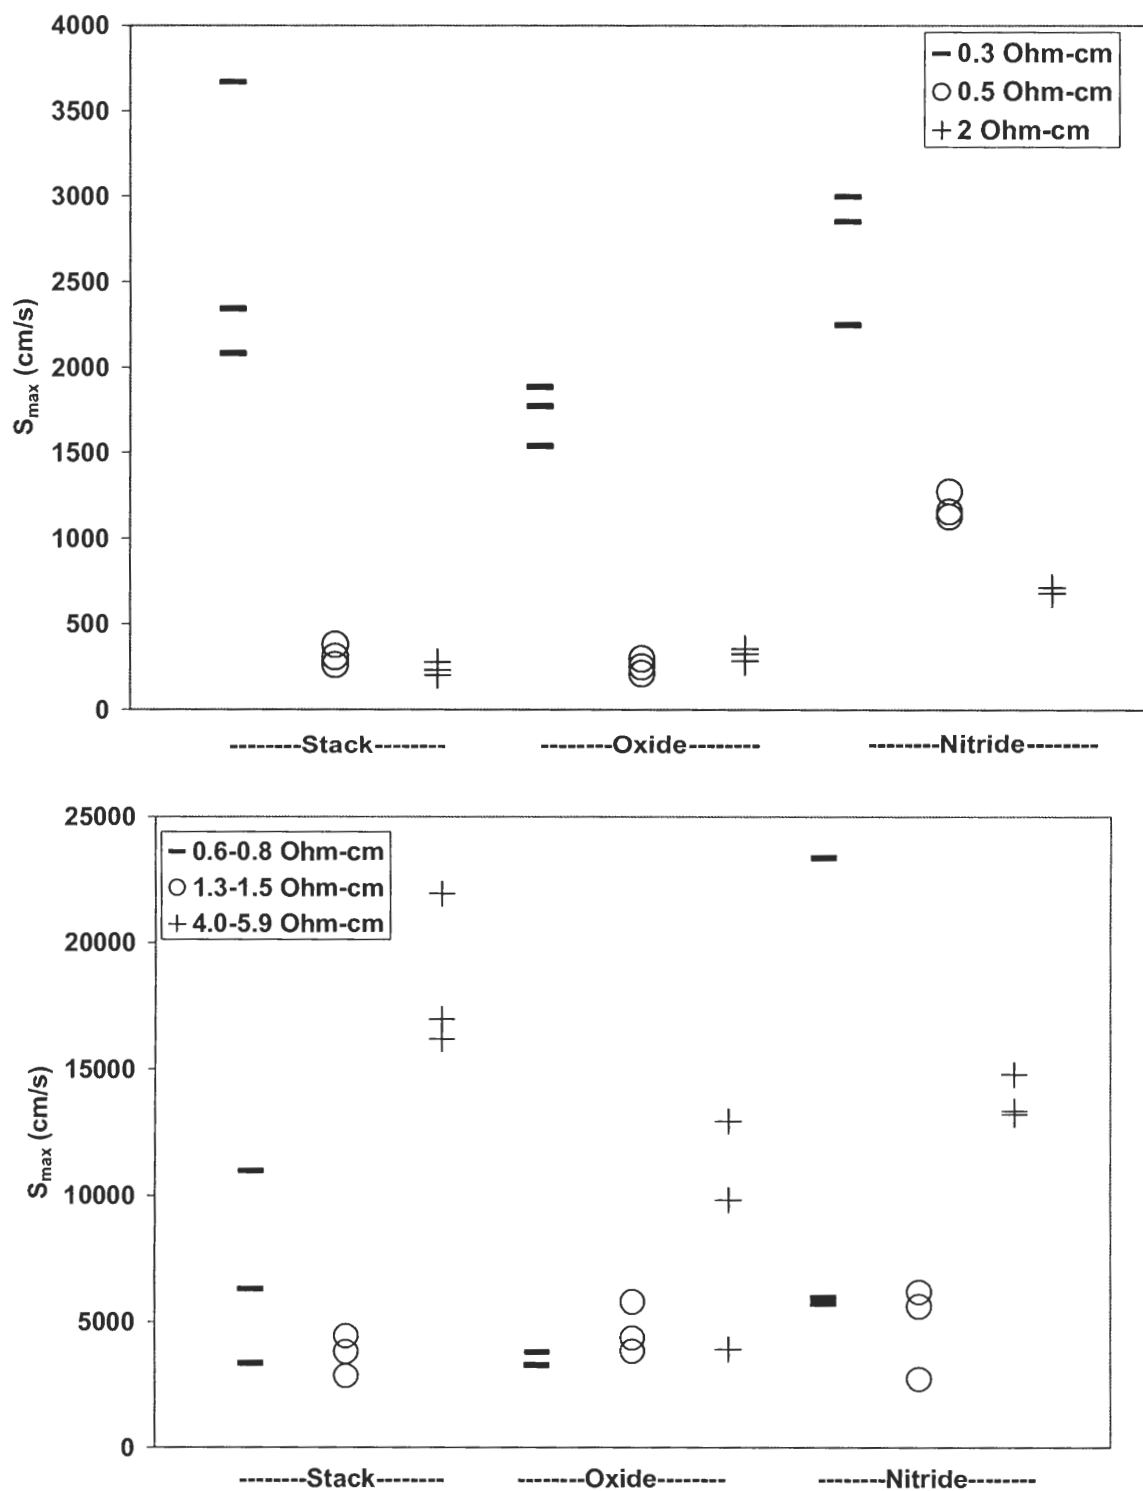 4000
3500
3000
2500
2000
1500
1000
500
0
S_max (cm/s)
0.3 Ohm-cm
0.5 Ohm-cm
2 Ohm-cm
--------Stack--------
--------Oxide--------
--------Nitride--------
25000
20000
15000
10000
5000
0
S_max (cm/s)
0.6-0.8 Ohm-cm
1.3-1.5 Ohm-cm
4.0-5.9 Ohm-cm
--------Stack--------
--------Oxide--------
--------Nitride--------